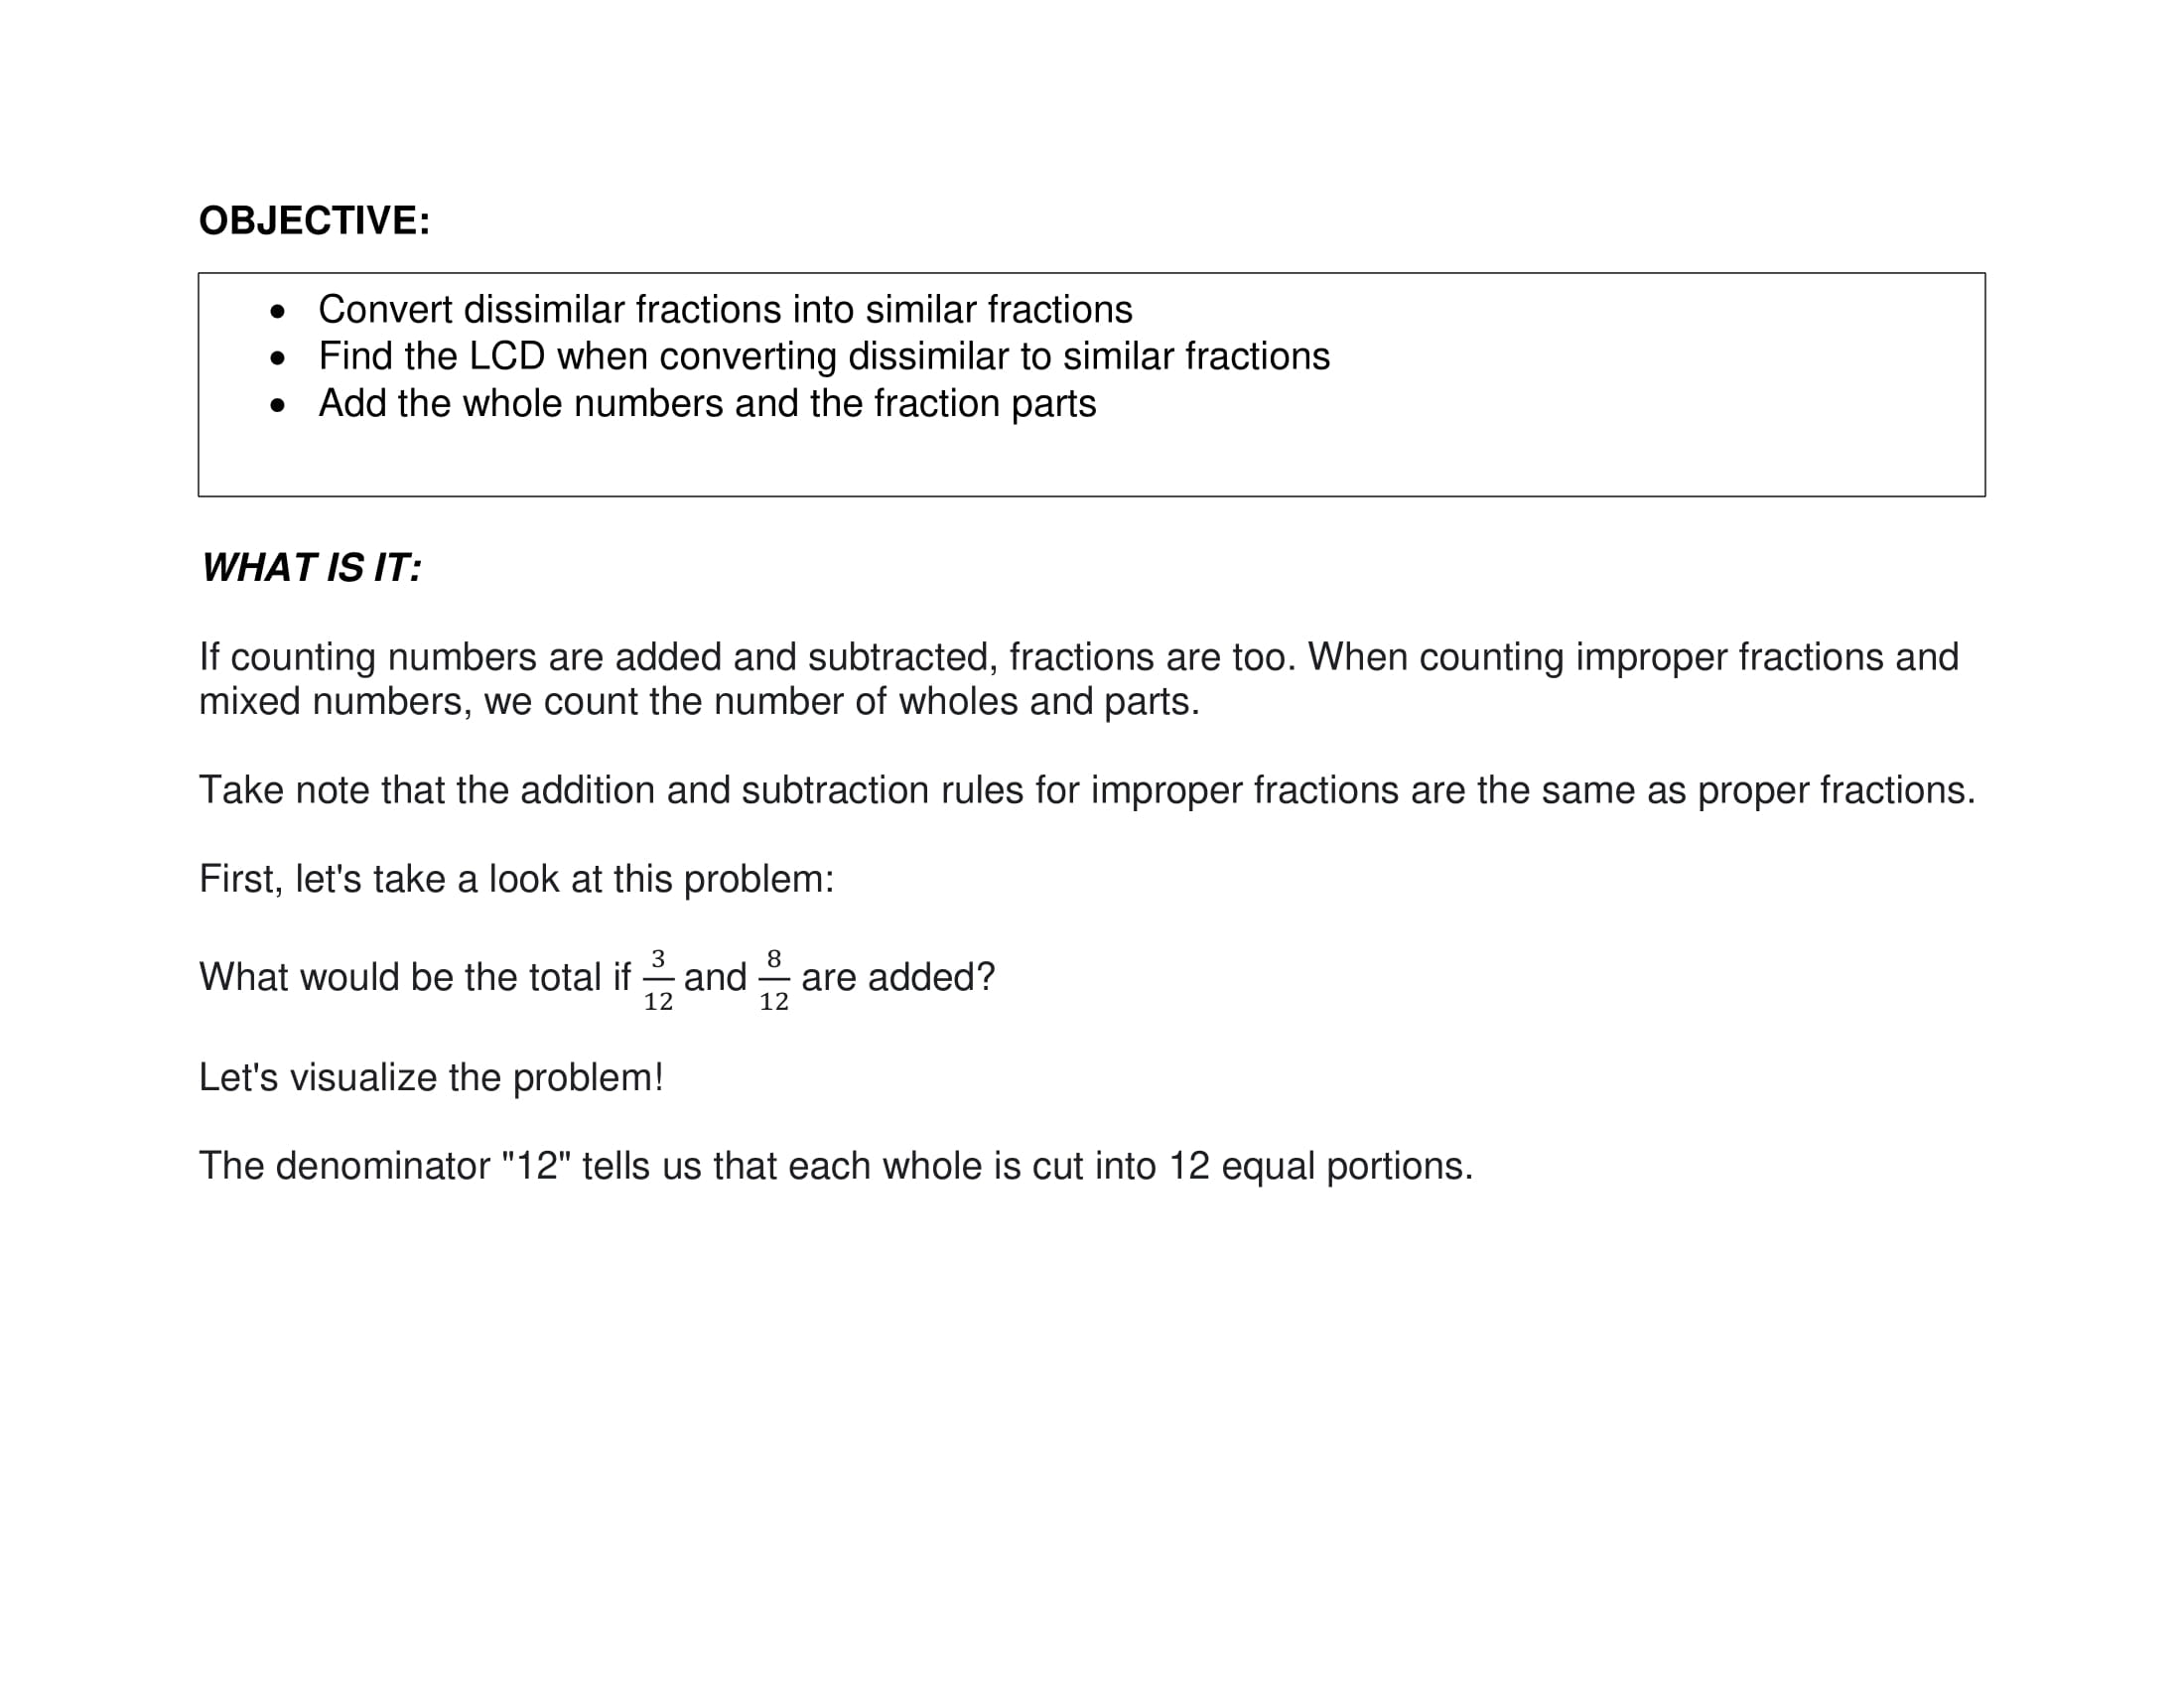 OBJECTIVE:
• Convert dissimilar fractions into similar fractions
• Find the LCD when converting dissimilar to similar fractions
• Add the whole numbers and the fraction parts
WHAT IS IT:
If counting numbers are added and subtracted, fractions are too. When counting improper fractions and
mixed numbers, we count the number of wholes and parts.
Take note that the addition and subtraction rules for improper fractions are the same as proper fractions.
First, let's take a look at this problem:
What would be the total if 3/12 and 8/12 are added?
Let's visualize the problem!
The denominator "12" tells us that each whole is cut into 12 equal portions.